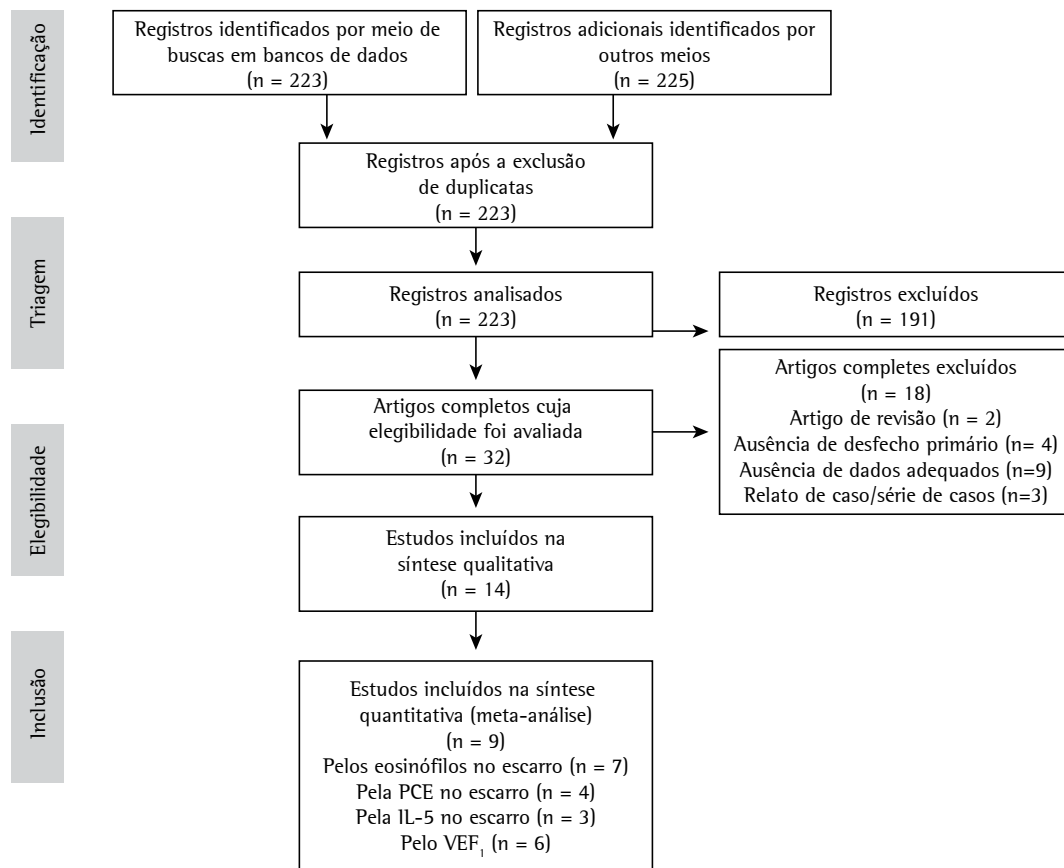 Identificação
Registros identificados por meio de
buscas em bancos de dados
(n = 223)
Registros adicionais identificados por
outros meios
(n = 225)
Registros após a exclusão
de duplicatas
(n = 223)
Triagem
Registros analisados
(n = 223)
Registros excluídos
(n = 191)
Elegibilidade
Artigos completos cuja
elegibilidade foi avaliada
(n = 32)
Artigos completes excluídos
(n = 18)
Artigo de revisão (n = 2)
Ausência de desfecho primário (n= 4)
Ausência de dados adequados (n=9)
Relato de caso/série de casos (n=3)
Estudos incluídos na
síntese qualitativa
(n = 14)
Inclusão
Estudos incluídos na síntese
quantitativa (meta-análise)
(n = 9)
Pelos eosinófilos no escarro (n = 7)
Pela PCE no escarro (n = 4)
Pela IL-5 no escarro (n = 3)
Pelo VEF₁ (n = 6)